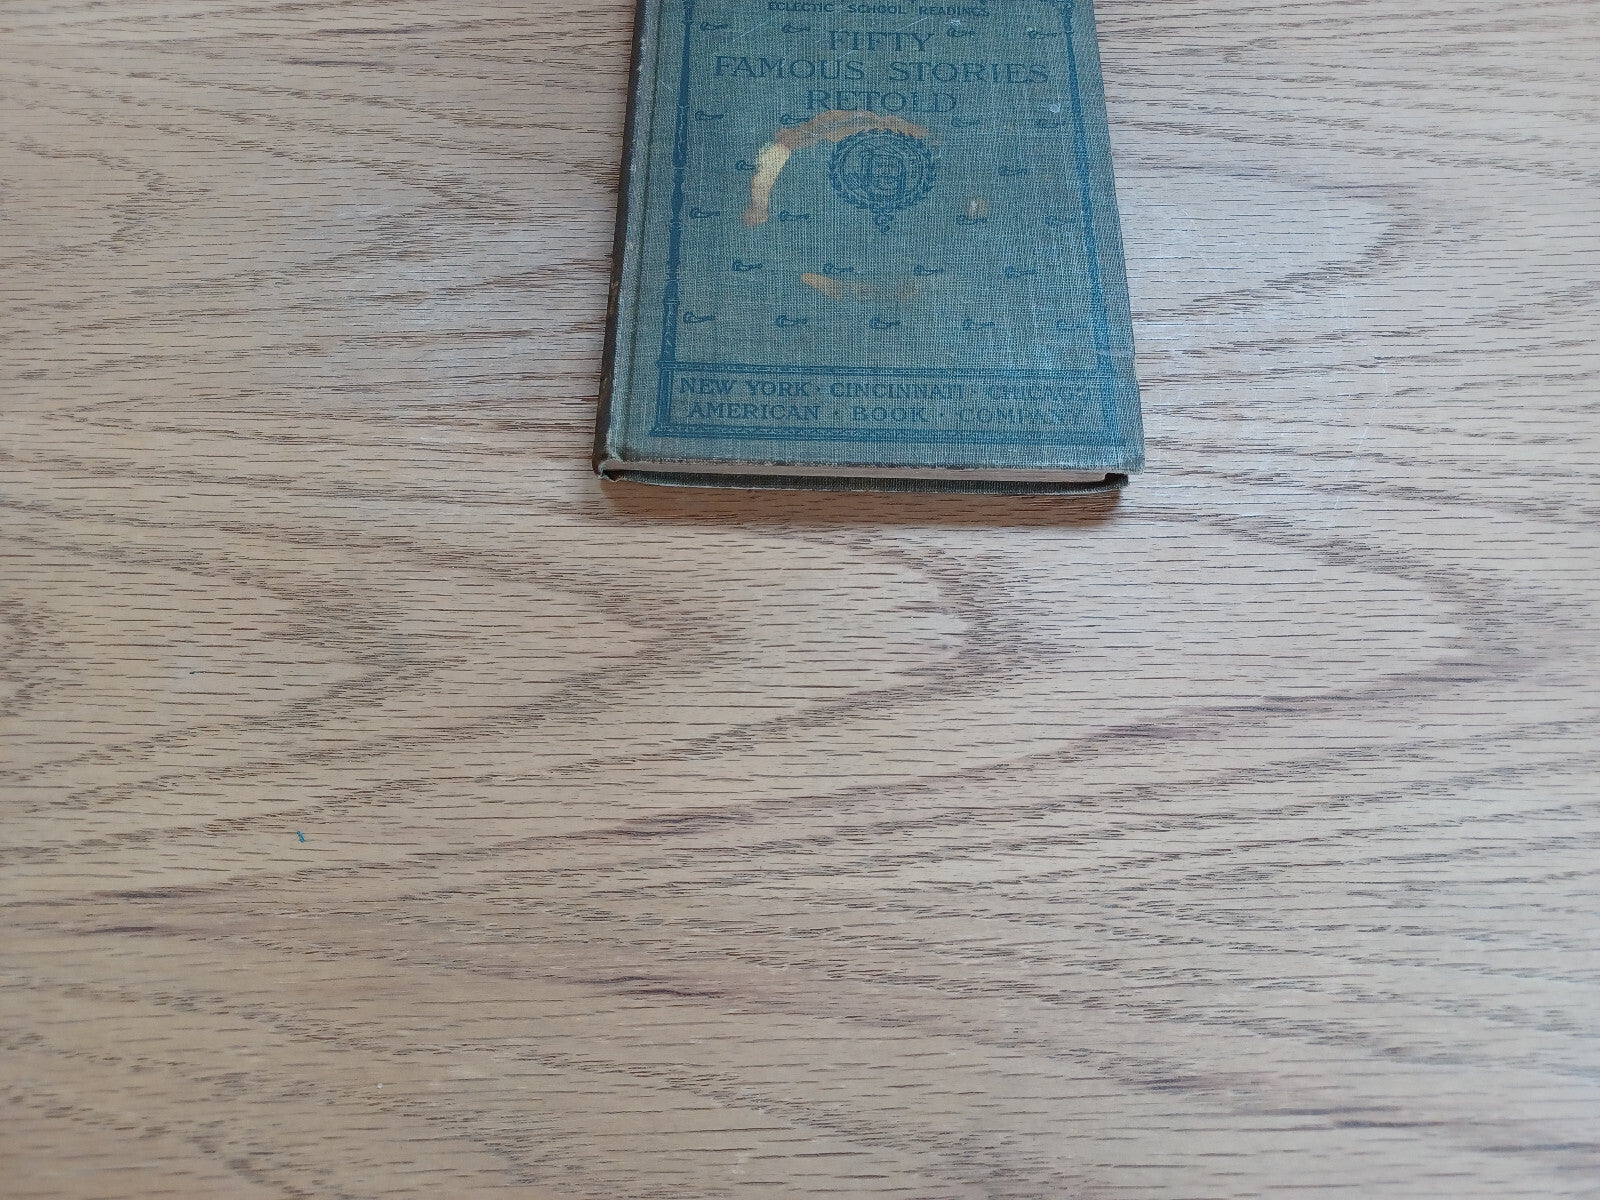 ECLECTIC SCHOOL READINGS
FIFTY
FAMOUS STORIES
RETOLD
NEW YORK · CINCINNATI · CHICAGO
AMERICAN · BOOK · COMPANY